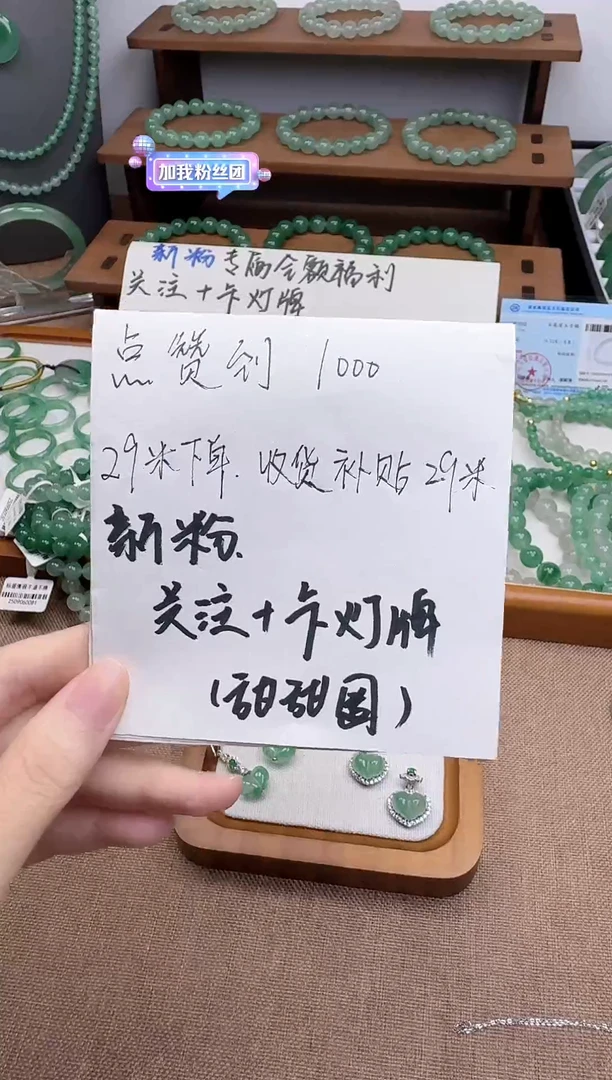 加我粉丝团
新粉专属全额福利
关注+卡灯牌
点赞到 1000
29米下单. 收货补贴29米.
新粉.
关注+卡灯牌
(甜甜圈)